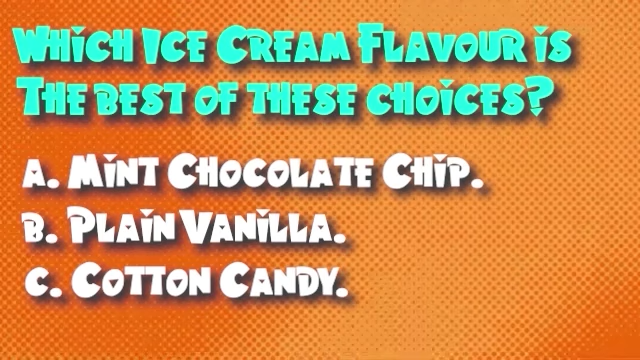 Which Ice Cream Flavour is
The best of these choices?
A. Mint Chocolate Chip.
B. Plain Vanilla.
C. Cotton Candy.